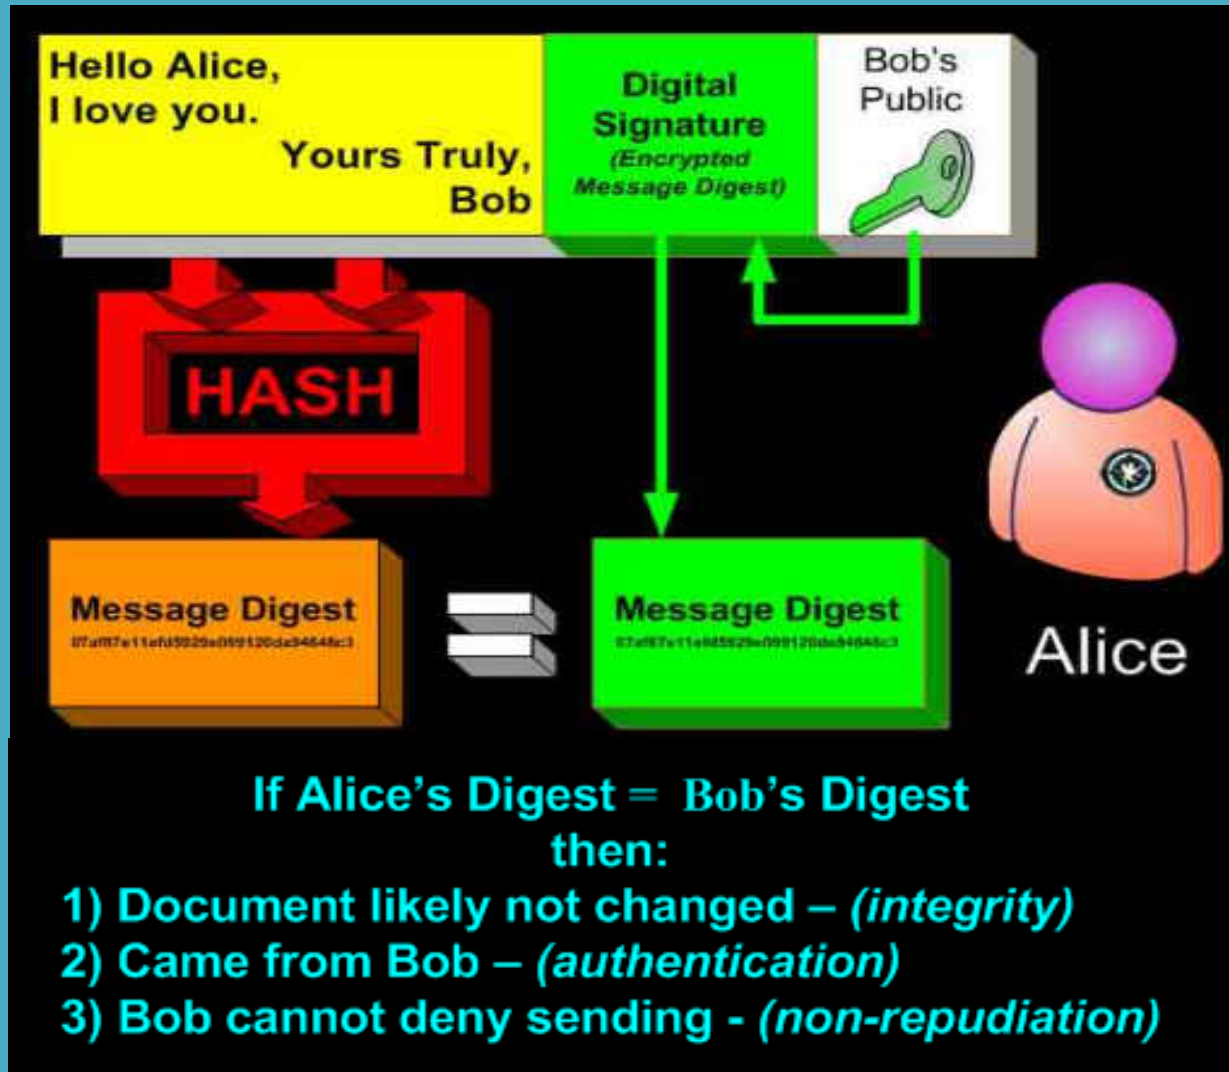 Hello Alice,
I love you.
Yours Truly,
Bob
Digital
Signature
(Encrypted
Message Digest)
Bob's
Public
HASH
Message Digest
Message Digest
Alice
If Alice's Digest = Bob's Digest
then:
1) Document likely not changed – (integrity)
2) Came from Bob – (authentication)
3) Bob cannot deny sending - (non-repudiation)